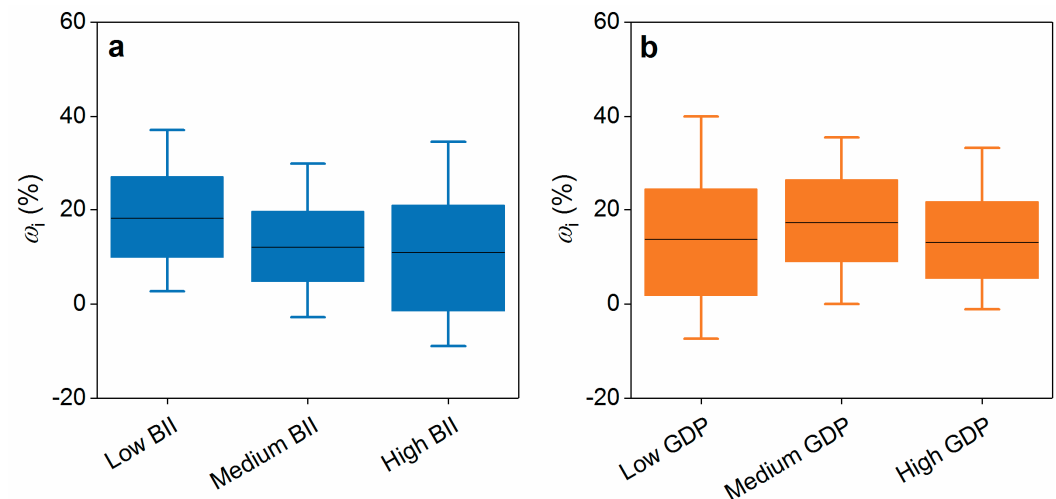 a
60
40
20
0
-20
ωi (%)
Low BII
Medium BII
High BII
b
60
40
20
0
-20
ωi (%)
Low GDP
Medium GDP
High GDP